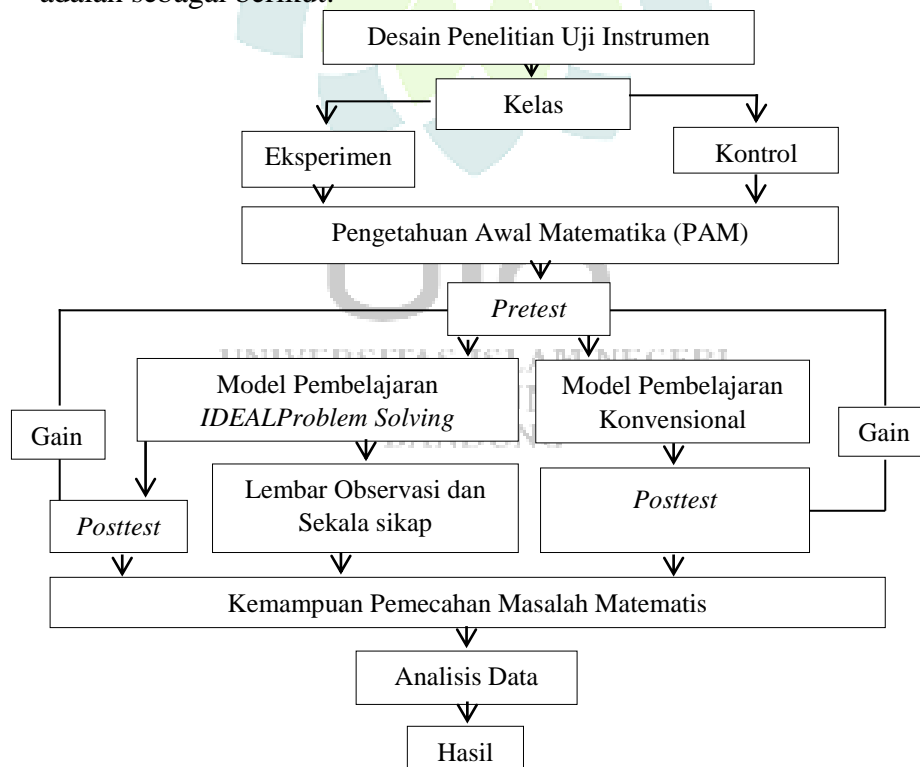 adalah sebagai berikut:
Desain Penelitian Uji Instrumen
Kelas
Eksperimen
Kontrol
Pengetahuan Awal Matematika (PAM)
Pretest
UNIVERSITAS ISLAM NEGERI
Model Pembelajaran
IDEALProblem Solving
Model Pembelajaran
Konvensional
BANDUNG
Gain
Gain
Lembar Observasi dan
Sekala sikap
Posttest
Posttest
Kemampuan Pemecahan Masalah Matematis
Analisis Data
Hasil